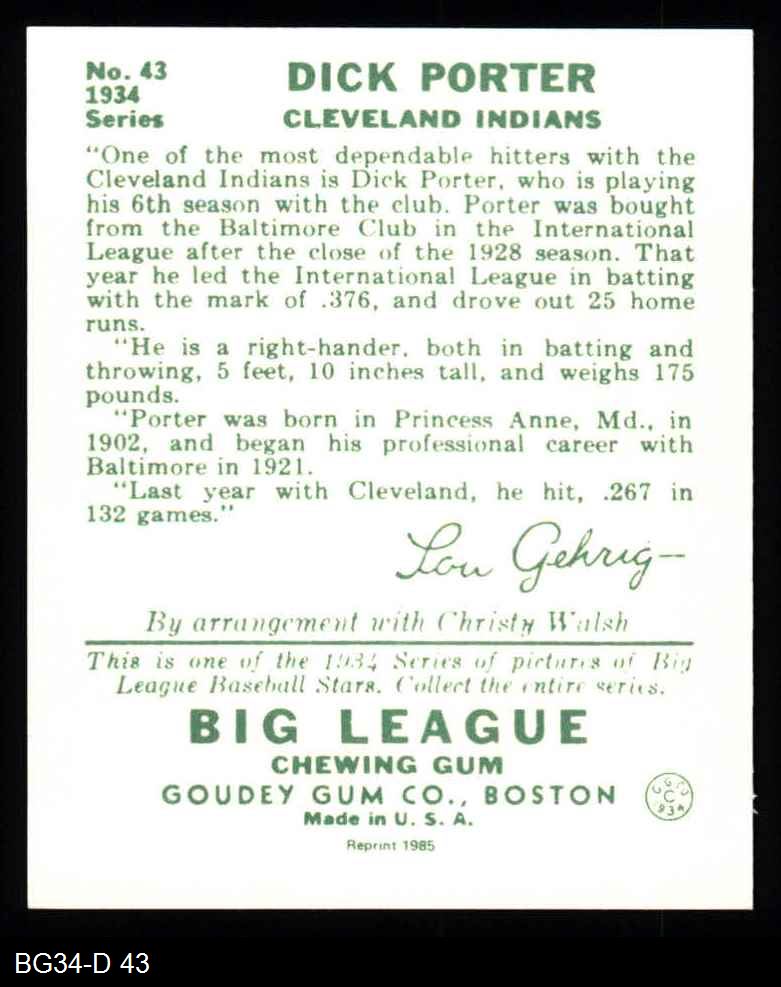 No. 43
1934
Series
DICK PORTER
CLEVELAND INDIANS
"One of the most dependable hitters with the
Cleveland Indians is Dick Porter, who is playing
his 6th season with the club. Porter was bought
from the Baltimore Club in the International
League after the close of the 1928 season. That
year he led the International League in batting
with the mark of .376, and drove out 25 home
runs.
"He is a right-hander, both in batting and
throwing, 5 feet, 10 inches tall, and weighs 175
pounds.
"Porter was born in Princess Anne, Md., in
1902, and began his professional career with
Baltimore in 1921.
"Last year with Cleveland, he hit, .267 in
132 games."
Lou Gehrig
By arrangement with Christy Walsh
This is one of the 1934 Series of pictures of Big
League Baseball Stars. Collect the entire series.
BIG LEAGUE
CHEWING GUM
GOUDEY GUM CO., BOSTON
Made in U. S. A.
Reprint 1985
G G CO
C
1934
BG34-D 43